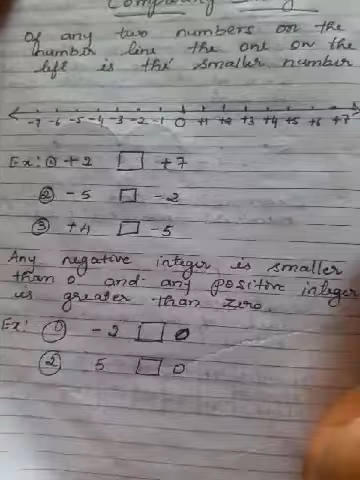 Comparing
Of any two numbers on the
number line the one on the
left is the smaller number
-7 -6 -5 -4 -3 -2 -1 0 +1 +2 +3 +4 +5 +6 +7
Ex: ① +2 □ +7
② -5 □ -2
③ +4 □ -5
Any negative integer is smaller
than 0 and any positive integer
is greater than zero.
Ex: ① -2 □ 0
② 5 □ 0